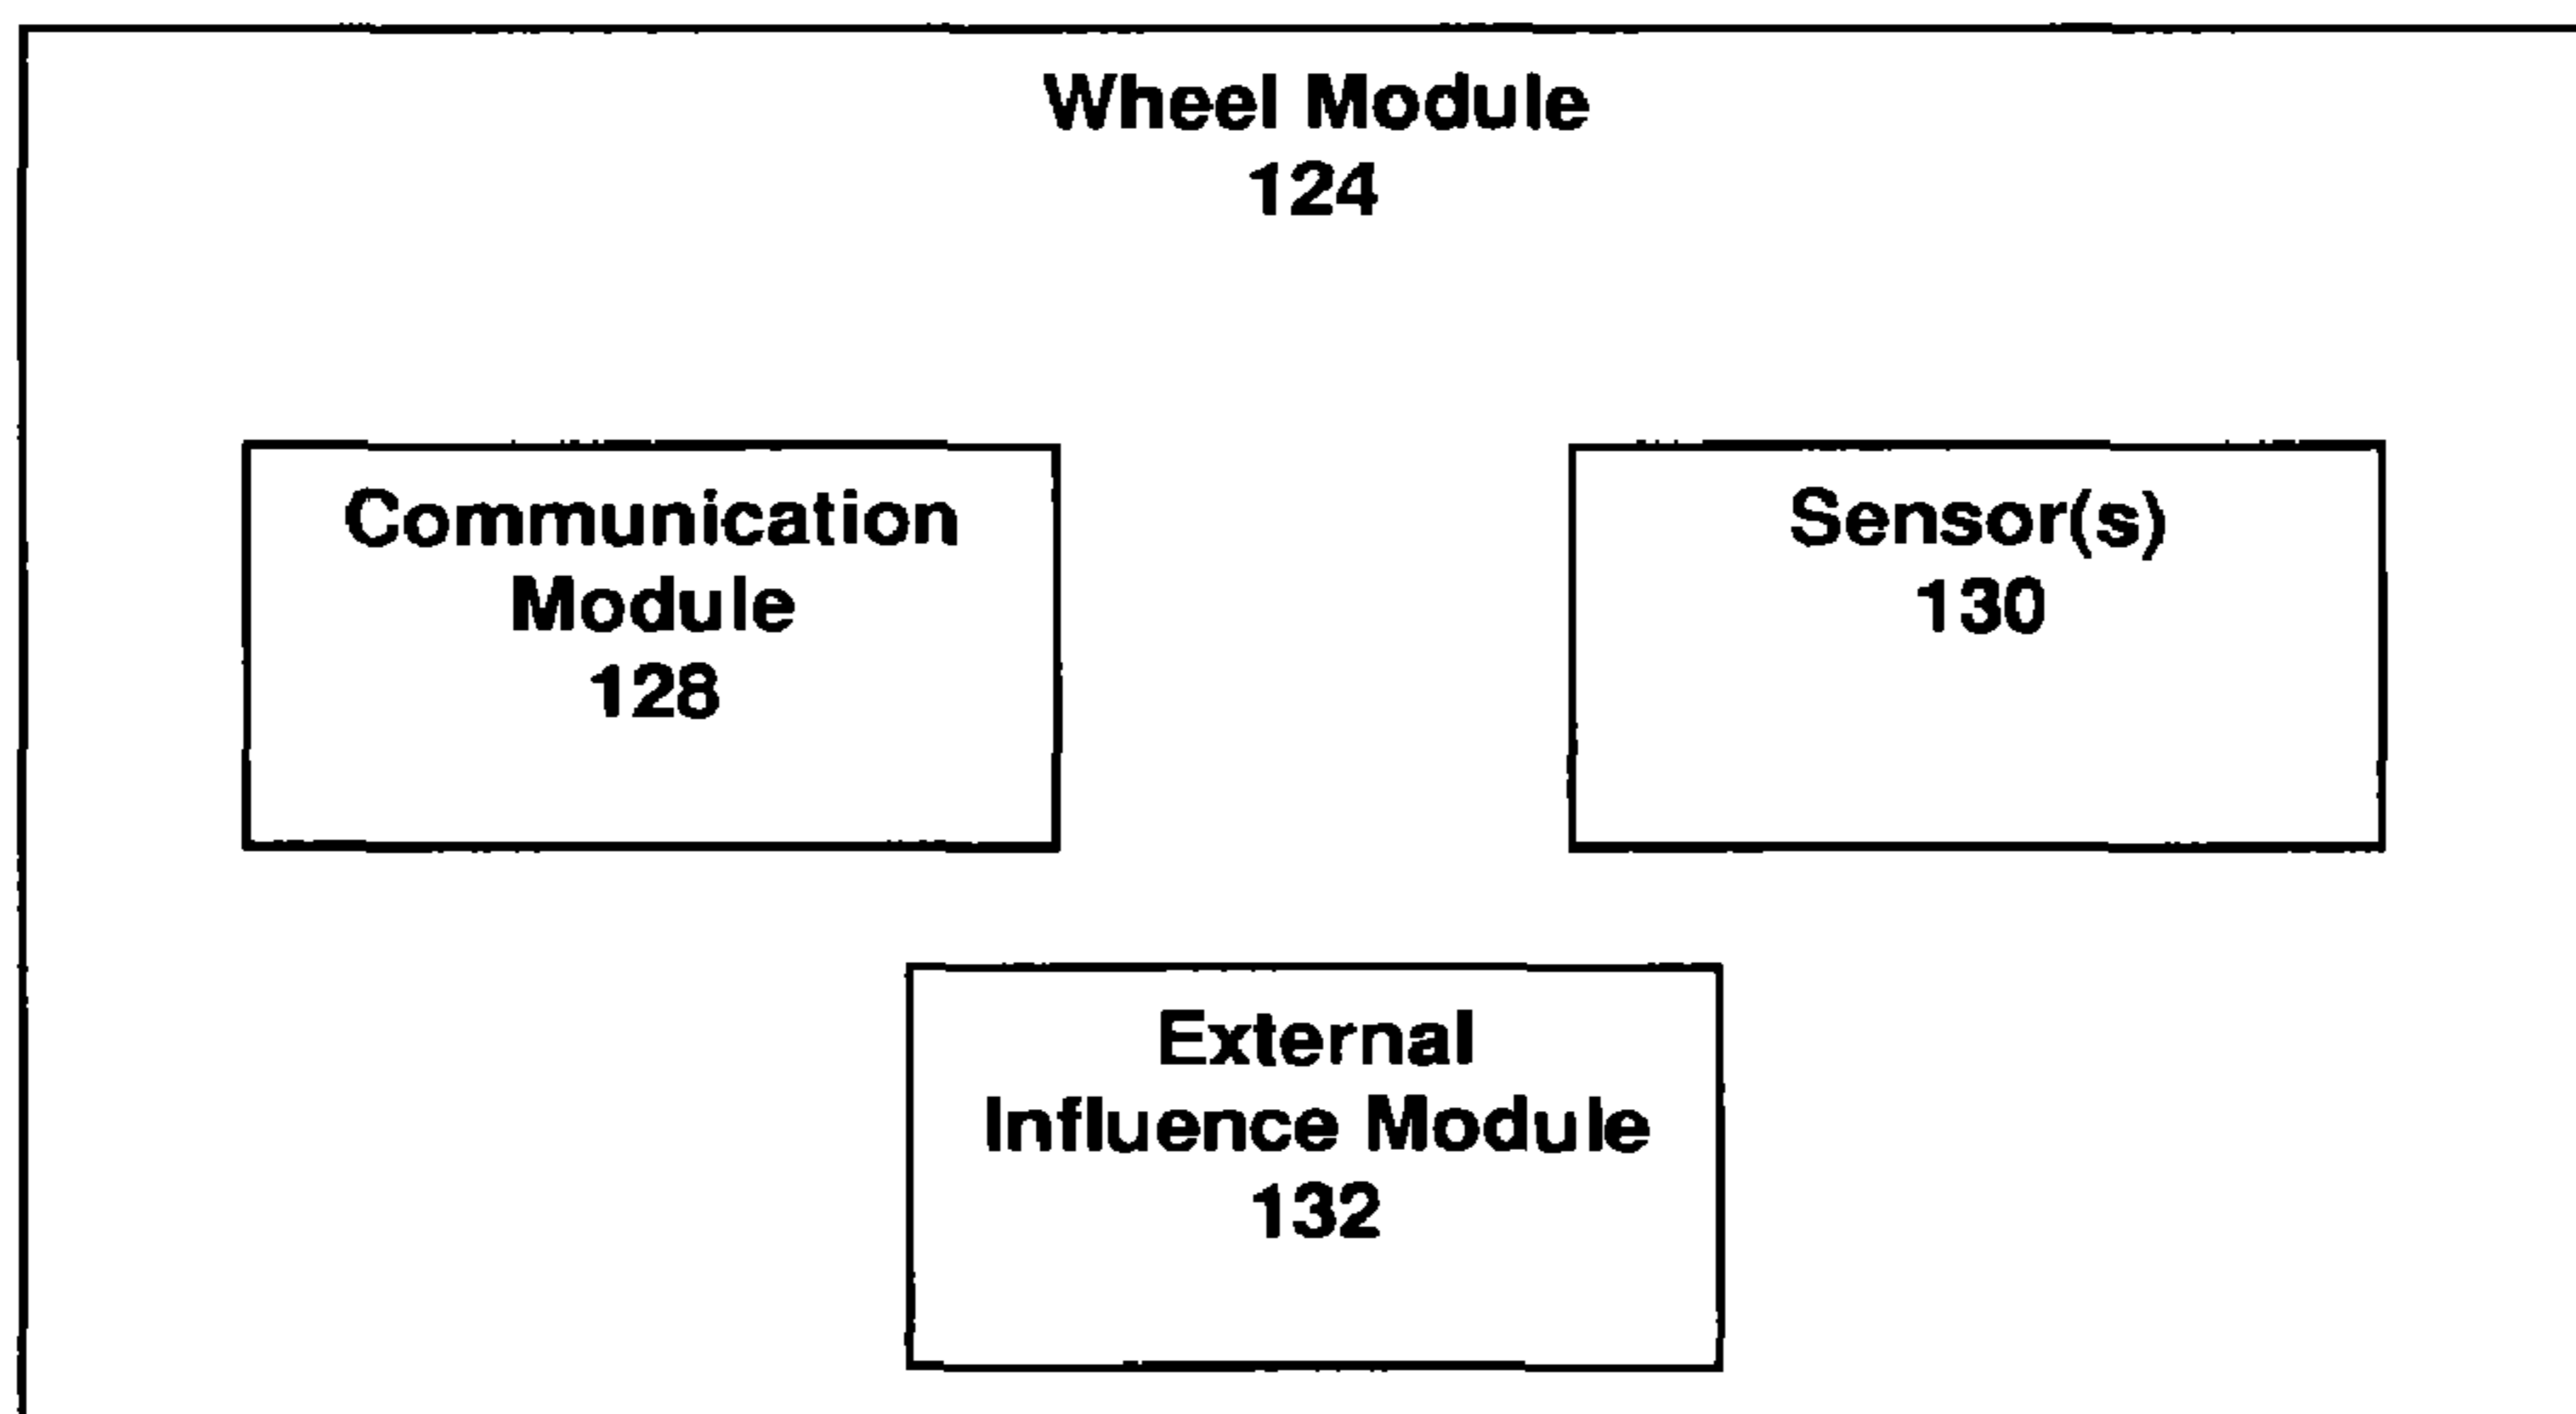 Wheel Module
124
Communication
Module
128
Sensor(s)
130
External
Influence Module
132